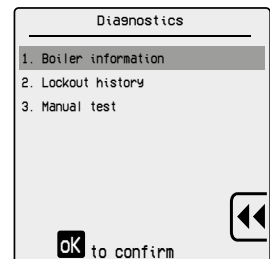 Diagnostics
1. Boiler information
2. Lockout history
3. Manual test
OK to confirm